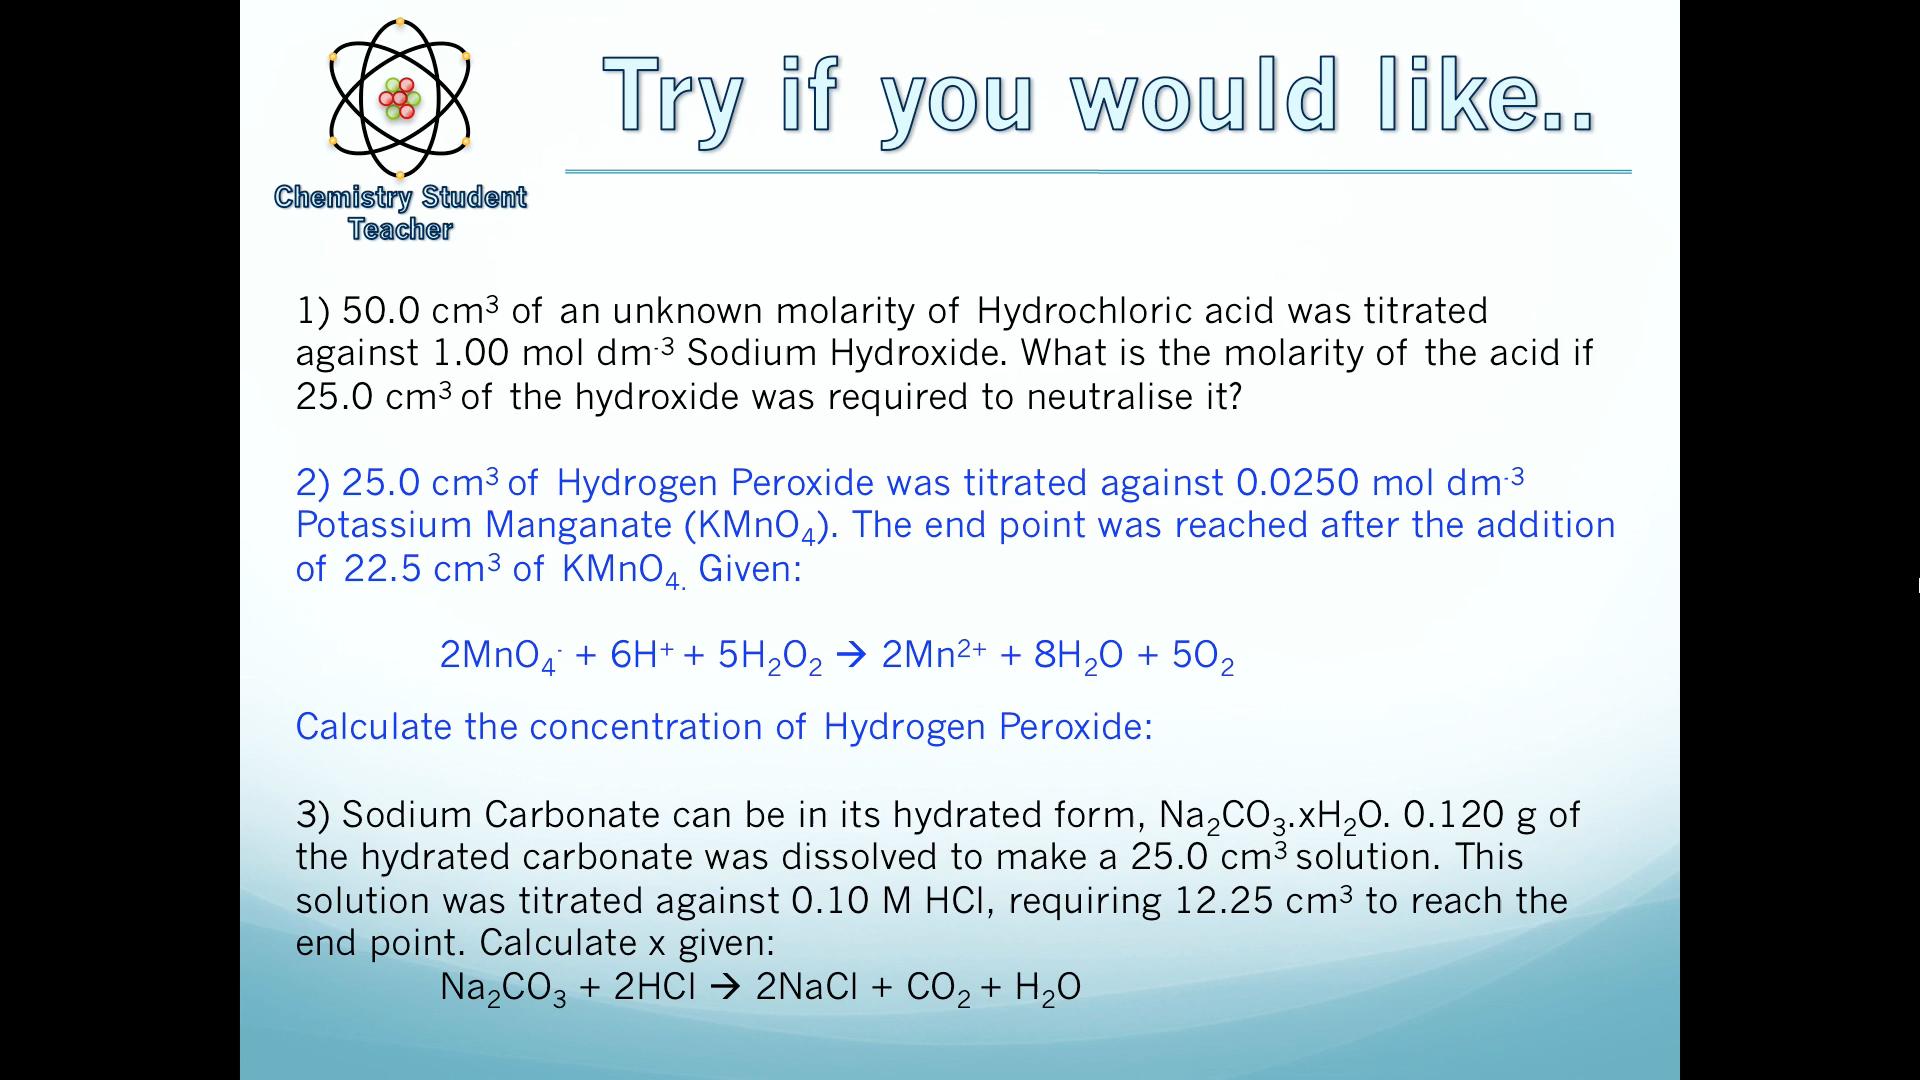 Try if you would like..
Chemistry Student
Teacher
1) 50.0 cm³ of an unknown molarity of Hydrochloric acid was titrated
against 1.00 mol dm⁻³ Sodium Hydroxide. What is the molarity of the acid if
25.0 cm³ of the hydroxide was required to neutralise it?
2) 25.0 cm³ of Hydrogen Peroxide was titrated against 0.0250 mol dm⁻³
Potassium Manganate (KMnO₄). The end point was reached after the addition
of 22.5 cm³ of KMnO₄. Given:
2MnO₄⁻ + 6H⁺ + 5H₂O₂ → 2Mn²⁺ + 8H₂O + 5O₂
Calculate the concentration of Hydrogen Peroxide:
3) Sodium Carbonate can be in its hydrated form, Na₂CO₃.xH₂O. 0.120 g of
the hydrated carbonate was dissolved to make a 25.0 cm³ solution. This
solution was titrated against 0.10 M HCl, requiring 12.25 cm³ to reach the
end point. Calculate x given:
Na₂CO₃ + 2HCl → 2NaCl + CO₂ + H₂O